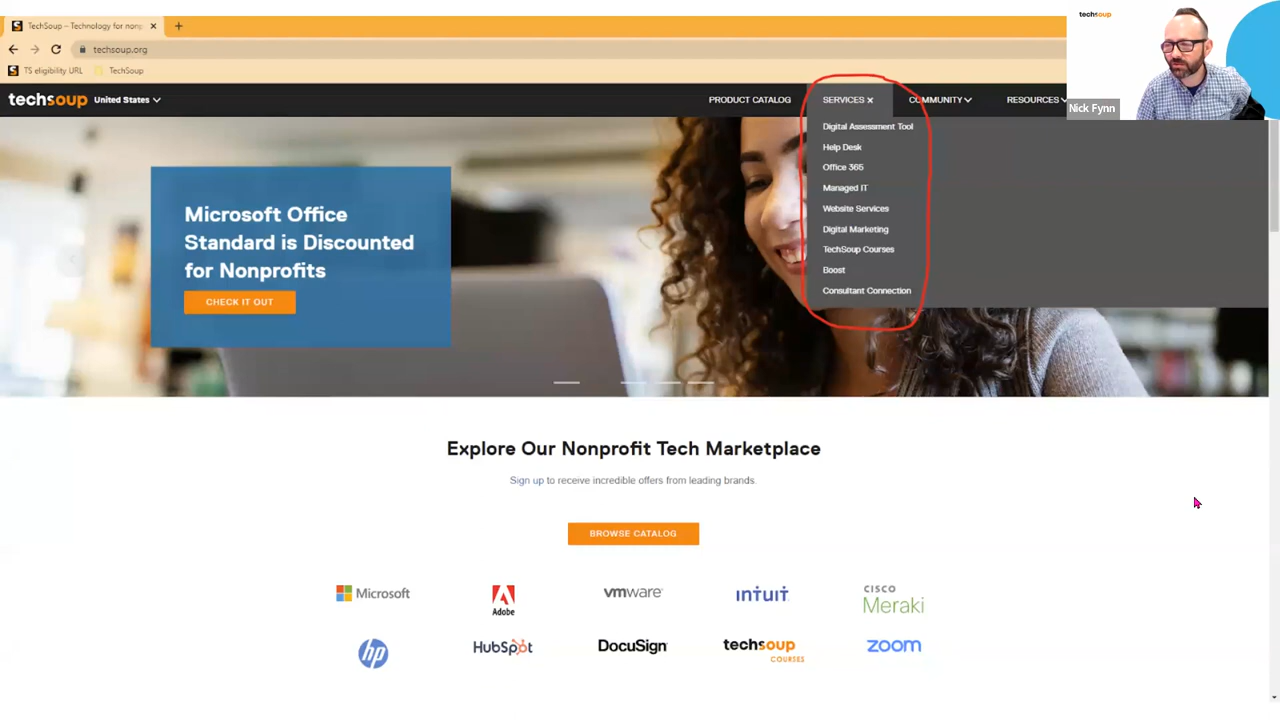 TechSoup – Technology for nonp
techsoup.org
TS eligibility URL
TechSoup
techsoup
Nick Fynn
techsoup
United States
PRODUCT CATALOG
SERVICES
COMMUNITY
RESOURCES
Digital Assessment Tool
Help Desk
Office 365
Managed IT
Website Services
Digital Marketing
TechSoup Courses
Boost
Consultant Connection
Microsoft Office
Standard is Discounted
for Nonprofits
CHECK IT OUT
Explore Our Nonprofit Tech Marketplace
Sign up to receive incredible offers from leading brands.
BROWSE CATALOG
Microsoft
Adobe
vmware
intuit
CISCO
Meraki
hp
HubSpot
DocuSign
techsoup
COURSES
zoom